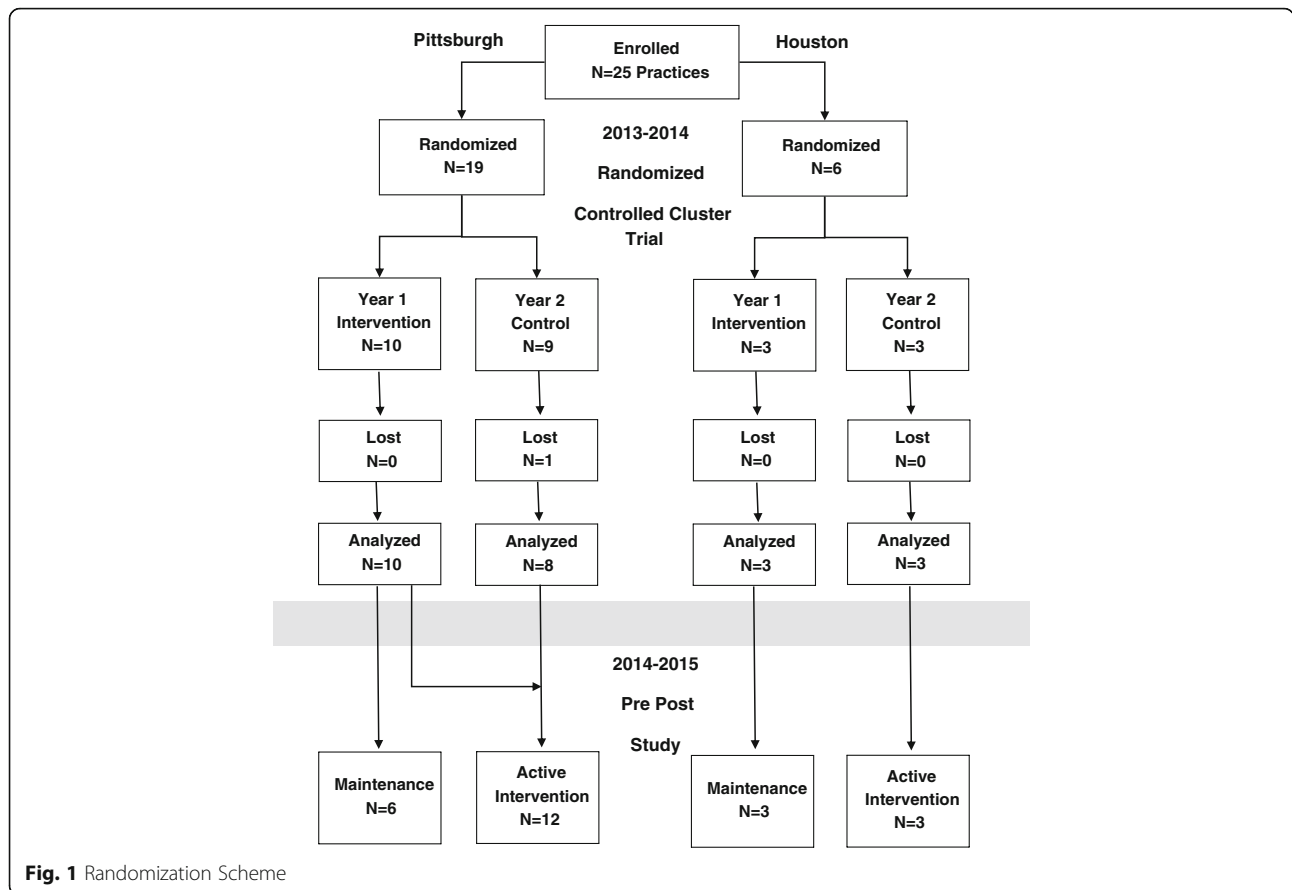 Pittsburgh
Enrolled
N=25 Practices
Houston
Randomized
N=19
2013-2014
Randomized
Controlled Cluster
Trial
Randomized
N=6
Year 1
Intervention
N=10
Year 2
Control
N=9
Year 1
Intervention
N=3
Year 2
Control
N=3
Lost
N=0
Lost
N=1
Lost
N=0
Lost
N=0
Analyzed
N=10
Analyzed
N=8
Analyzed
N=3
Analyzed
N=3
2014-2015
Pre Post
Study
Maintenance
N=6
Active
Intervention
N=12
Maintenance
N=3
Active
Intervention
N=3
Fig. 1 Randomization Scheme